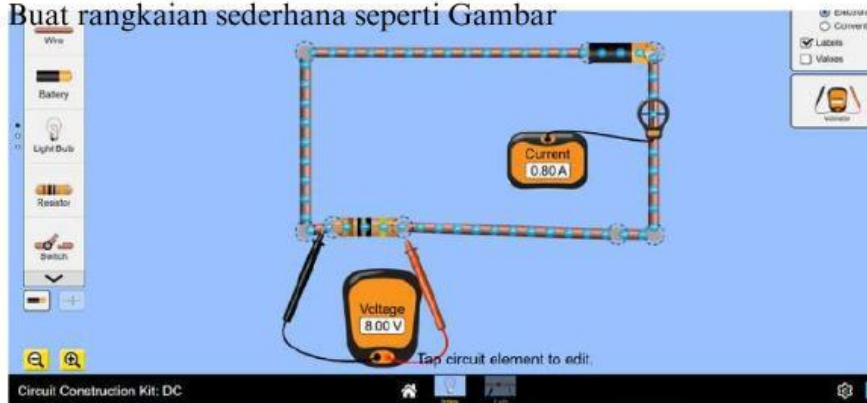 Buat rangkaian sederhana seperti Gambar
Wire
Battery
Light Bulb
Resistor
Switch
Current
0.80 A
Voltage
8.00 V
Tap circuit element to edit.
Labels
Values
Voltmeter
Circuit Construction Kit: DC